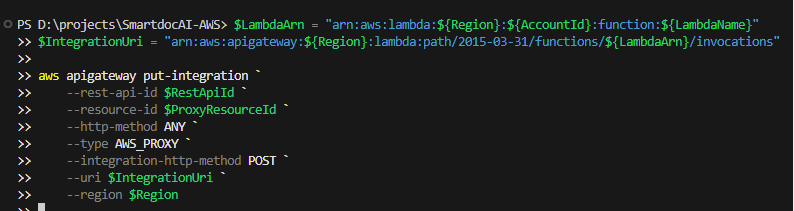 PS D:\projects\SmartdocAI-AWS> $LambdaArn = "arn:aws:lambda:${Region}:${AccountId}:function:${LambdaName}"
>> $IntegrationUri = "arn:aws:apigateway:${Region}:lambda:path/2015-03-31/functions/${LambdaArn}/invocations"
>>
>> aws apigateway put-integration `
>>     --rest-api-id $RestApiId `
>>     --resource-id $ProxyResourceId `
>>     --http-method ANY `
>>     --type AWS_PROXY `
>>     --integration-http-method POST `
>>     --uri $IntegrationUri `
>>     --region $Region
>>